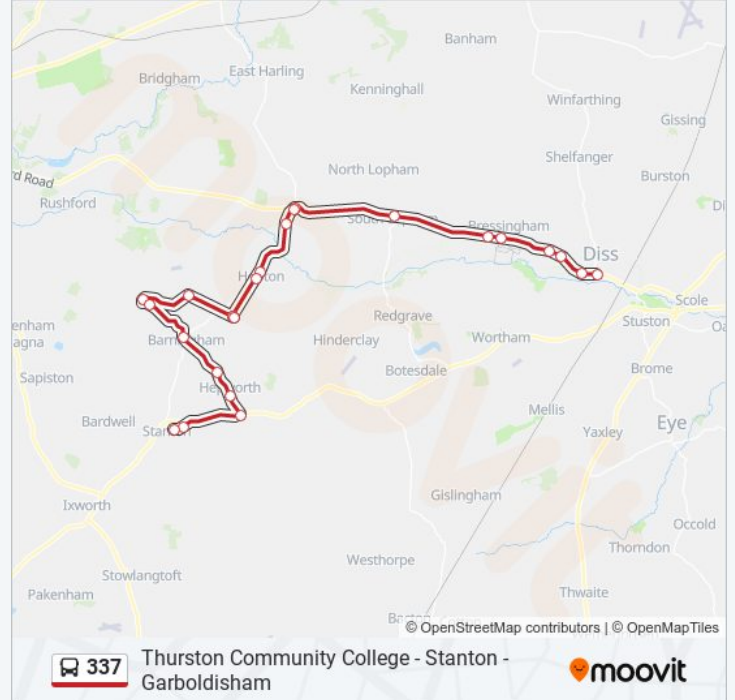 Banham
East Harling
Bridgham
Kenninghall
Winfarthing
Gissing
Shelfanger
North Lopham
Burston
rd Road
Rushford
Bressingham
Diss
Scole
Redgrave
Stuston
enham
agna
Hinderclay
Wortham
Sapiston
Botesdale
Brome
Bardwell
Mellis
Eye
Yaxley
Gislingham
Ixworth
Occold
Thorndon
Westhorpe
Stowlangtoft
Thwaite
Pakenham
© OpenStreetMap contributors | © OpenMapTiles
337
Thurston Community College - Stanton -
Garboldisham
moovit